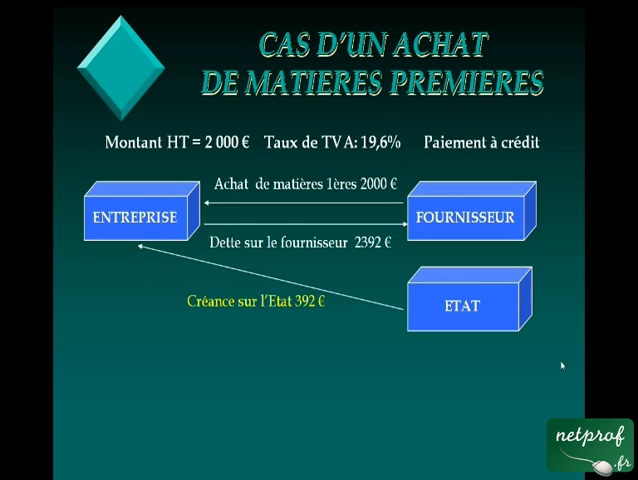 CAS D'UN ACHAT
DE MATIERES PREMIERES
Montant HT = 2 000 € Taux de TVA: 19,6% Paiement à crédit
Achat de matières 1ères 2000 €
ENTREPRISE
FOURNISSEUR
Dette sur le fournisseur 2392 €
Créance sur l'Etat 392 €
ETAT
netprof
.fr